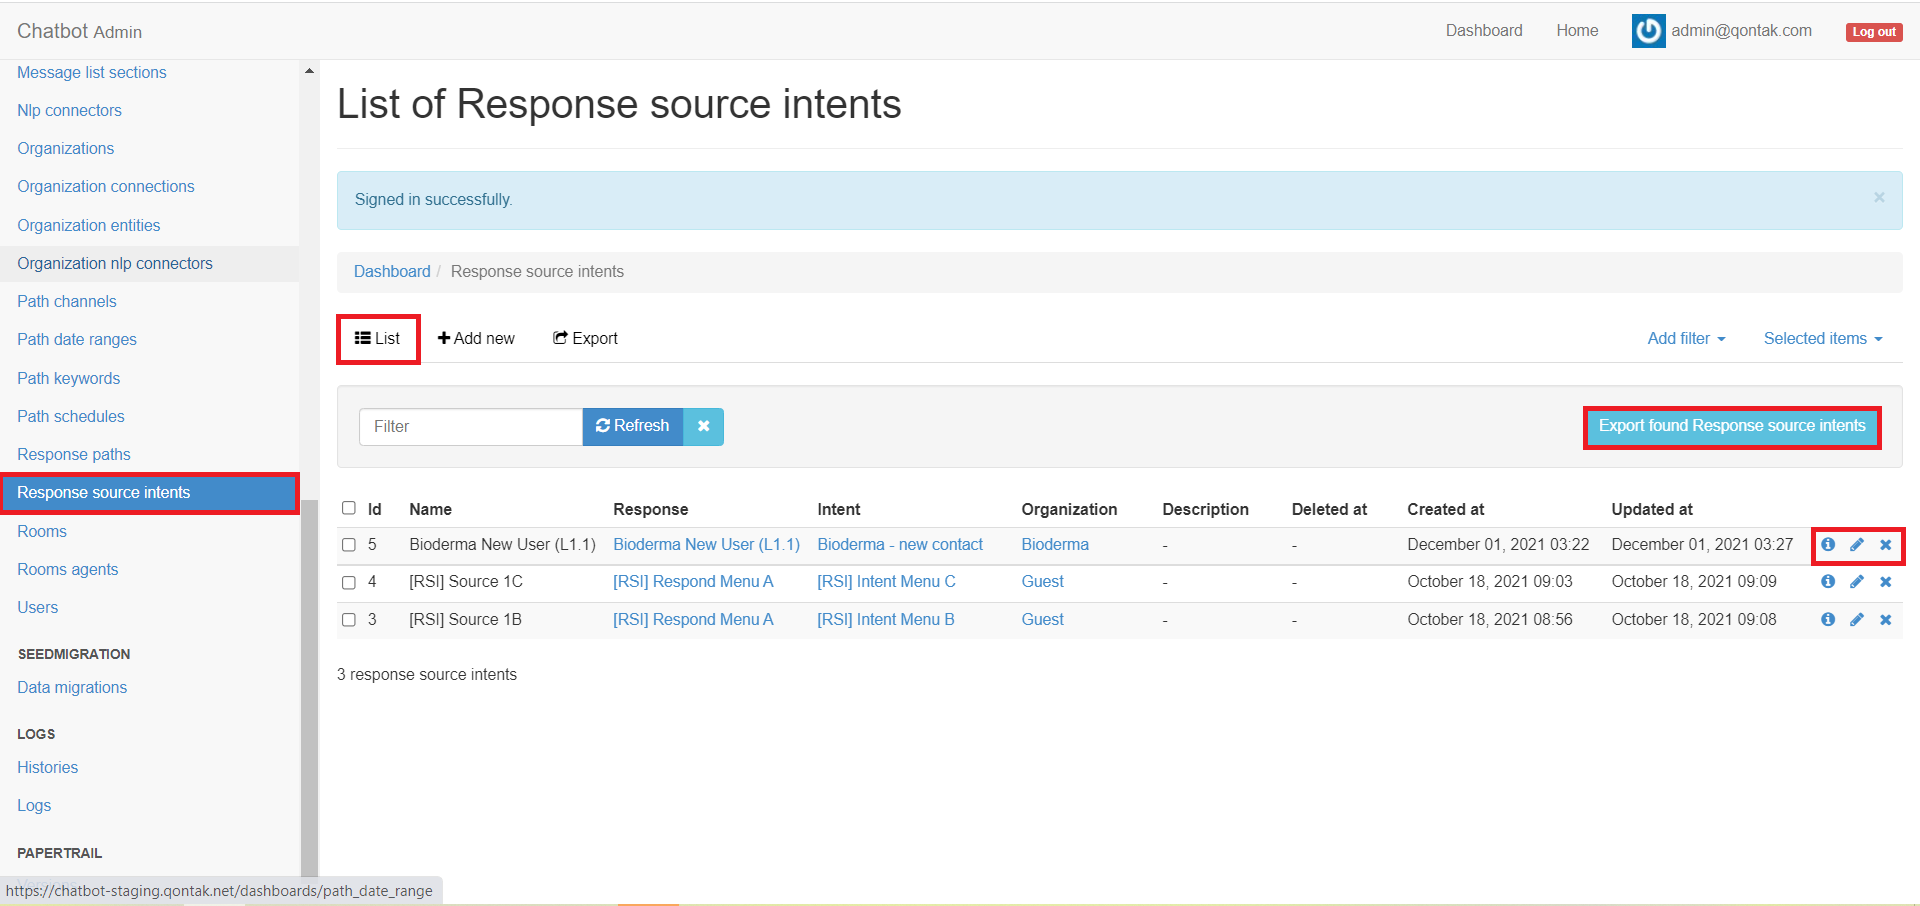 Chatbot Admin
Dashboard
Home
admin@qontak.com
Log out
Message list sections
Nlp connectors
Organizations
Organization connections
Organization entities
Organization nlp connectors
Path channels
Path date ranges
Path keywords
Path schedules
Response paths
Response source intents
Rooms
Rooms agents
Users
SEEDMIGRATION
Data migrations
LOGS
Histories
Logs
PAPERTRAIL
https://chatbot-staging.qontak.net/dashboards/path_date_range
List of Response source intents
Signed in successfully. ×
Dashboard / Response source intents
List Add new Export Add filter Selected items
Filter Refresh Export found Response source intents
Id Name Response Intent Organization Description Deleted at Created at Updated at
5 Bioderma New User (L1.1) Bioderma New User (L1.1) Bioderma - new contact Bioderma - - December 01, 2021 03:22 December 01, 2021 03:27
4 [RSI] Source 1C [RSI] Respond Menu A [RSI] Intent Menu C Guest - - October 18, 2021 09:03 October 18, 2021 09:09
3 [RSI] Source 1B [RSI] Respond Menu A [RSI] Intent Menu B Guest - - October 18, 2021 08:56 October 18, 2021 09:08
3 response source intents